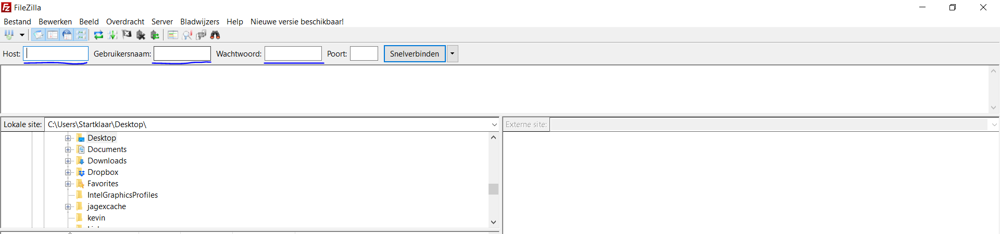 FileZilla
Bestand Bewerken Beeld Overdracht Server Bladwijzers Help Nieuwe versie beschikbaar!
Host: Gebruikersnaam: Wachtwoord: Poort: Snelverbinden
Lokale site: C:\Users\Startklaar\Desktop\ Externe site:
Desktop
Documents
Downloads
Dropbox
Favorites
IntelGraphicsProfiles
jagexcache
kevin